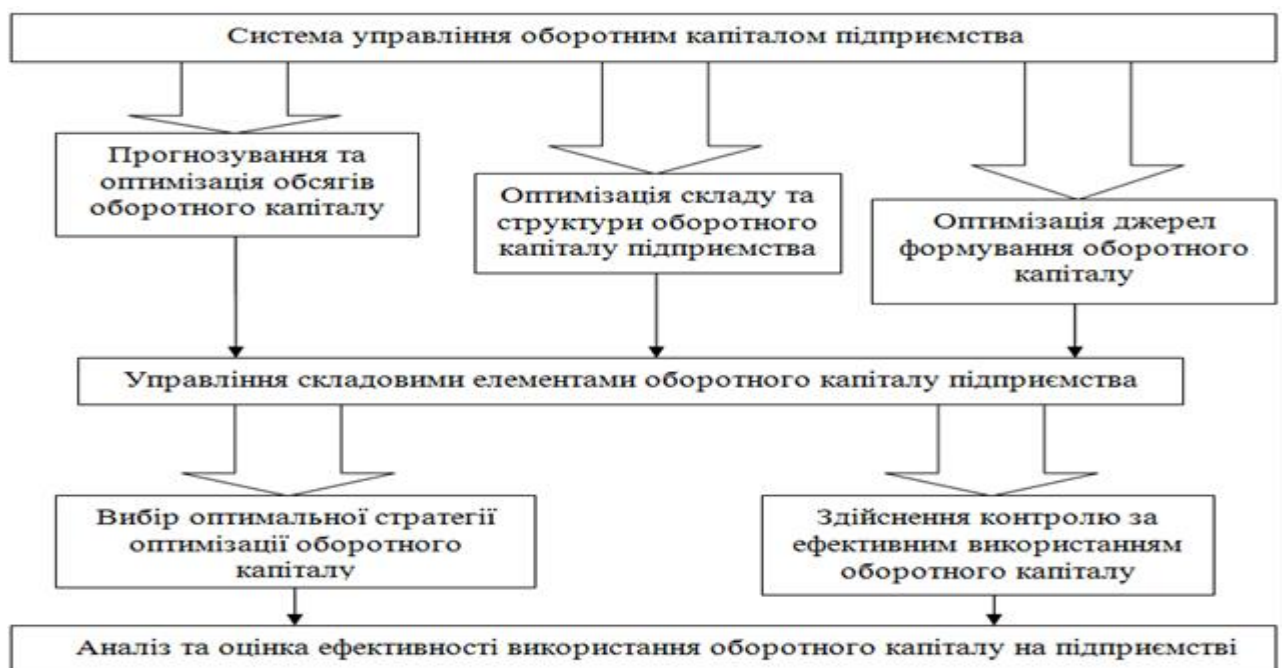 Система управління оборотним капіталом підприємства
Прогнозування та
оптимізація обсягів
оборотного капіталу
Оптимізація складу та
структури оборотного
капіталу підприємства
Оптимізація джерел
формування оборотного
капіталу
Управління складовими елементами оборотного капіталу підприємства
Вибір оптимальної стратегії
оптимізації оборотного
капіталу
Здійснення контролю за
ефективним використанням
оборотного капіталу
Аналіз та оцінка ефективності використання оборотного капіталу на підприємстві